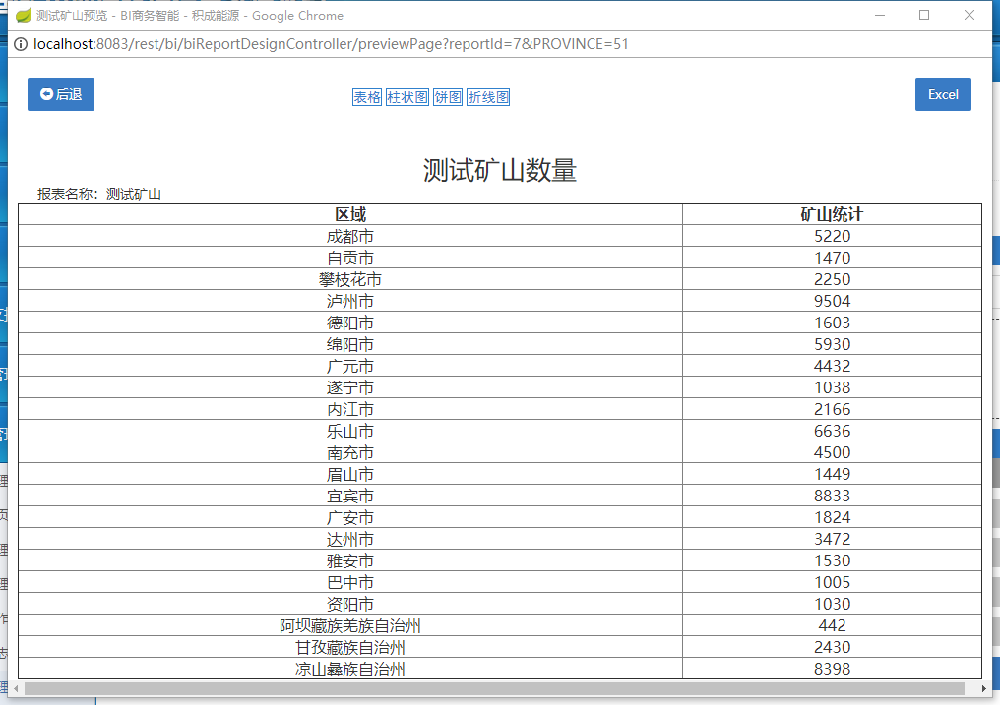 测试矿山预览 - BI商务智能 - 积成能源 - Google Chrome
localhost:8083/rest/bi/biReportDesignController/previewPage?reportId=7&PROVINCE=51
后退 表格 柱状图 饼图 折线图 Excel
测试矿山数量
报表名称：测试矿山
区域 矿山统计
成都市 5220
自贡市 1470
攀枝花市 2250
泸州市 9504
德阳市 1603
绵阳市 5930
广元市 4432
遂宁市 1038
内江市 2166
乐山市 6636
南充市 4500
眉山市 1449
宜宾市 8833
广安市 1824
达州市 3472
雅安市 1530
巴中市 1005
资阳市 1030
阿坝藏族羌族自治州 442
甘孜藏族自治州 2430
凉山彝族自治州 8398